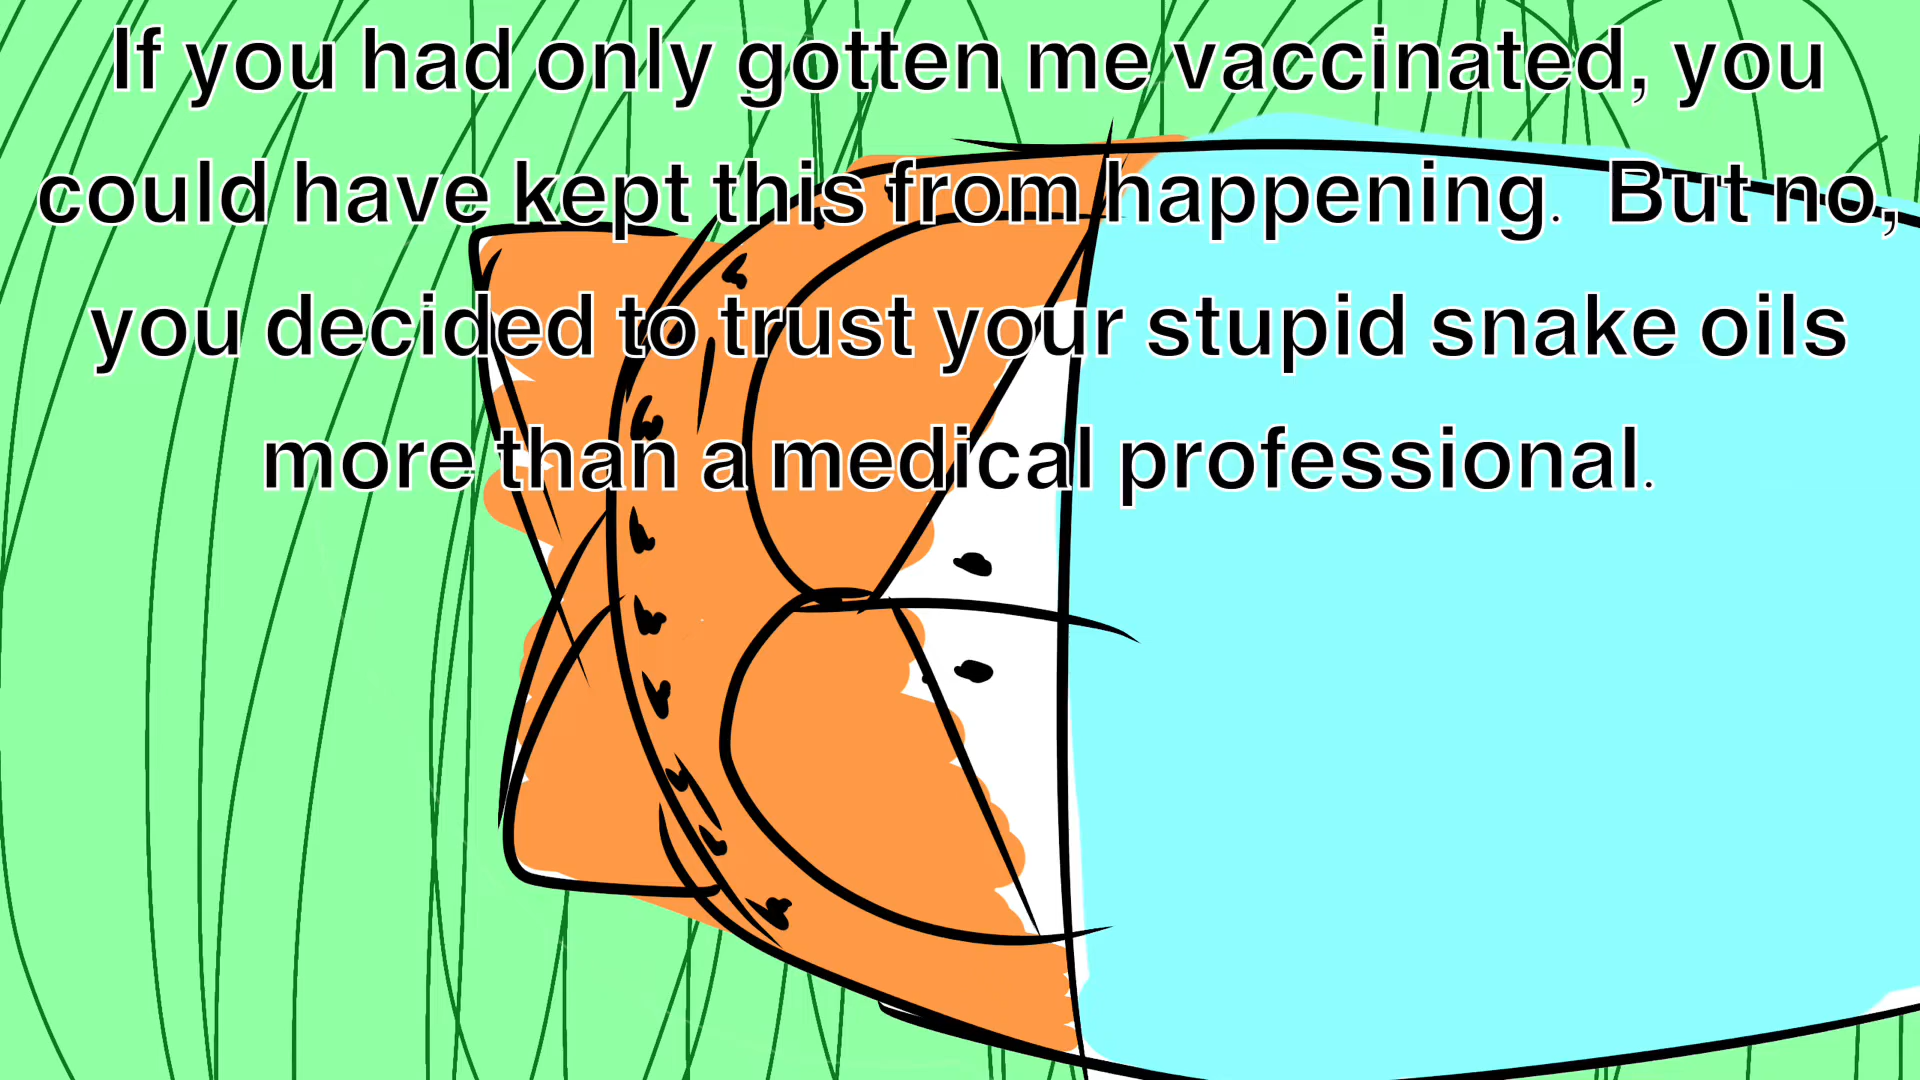 If you had only gotten me vaccinated, you
could have kept this from happening.  But no,
you decided to trust your stupid snake oils
more than a medical professional.